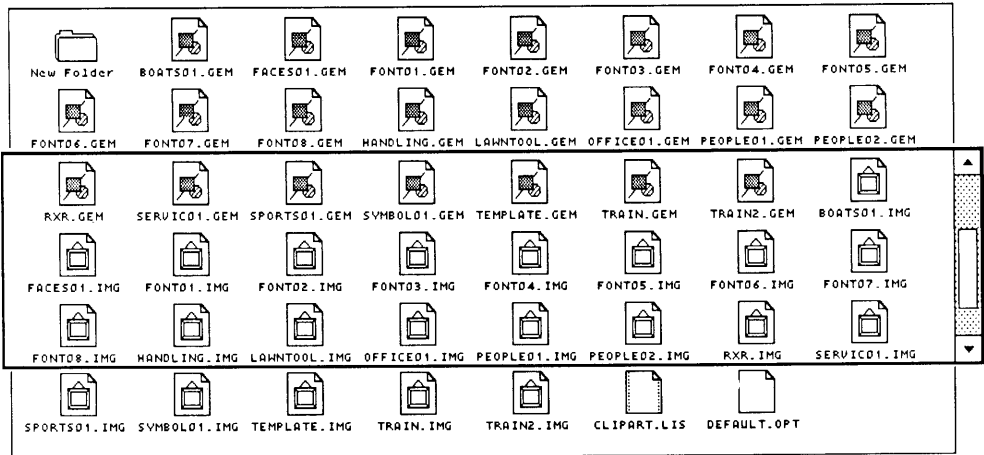 New Folder BOATS01.GEM FACES01.GEM FONT01.GEM FONT02.GEM FONT03.GEM FONT04.GEM FONT05.GEM
FONT06.GEM FONT07.GEM FONT08.GEM HANDLING.GEM LAWNTOOL.GEM OFFICE01.GEM PEOPLE01.GEM PEOPLE02.GEM
RXR.GEM SERVICO1.GEM SPORTS01.GEM SYMBOL01.GEM TEMPLATE.GEM TRAIN.GEM TRAIN2.GEM BOATS01.IMG
FACES01.IMG FONT01.IMG FONT02.IMG FONT03.IMG FONT04.IMG FONT05.IMG FONT06.IMG FONT07.IMG
FONT08.IMG HANDLING.IMG LAWNTOOL.IMG OFFICE01.IMG PEOPLE01.IMG PEOPLE02.IMG RXR.IMG SERVICO1.IMG
SPORTS01.IMG SYMBOL01.IMG TEMPLATE.IMG TRAIN.IMG TRAIN2.IMG CLIPART.LIS DEFAULT.OPT